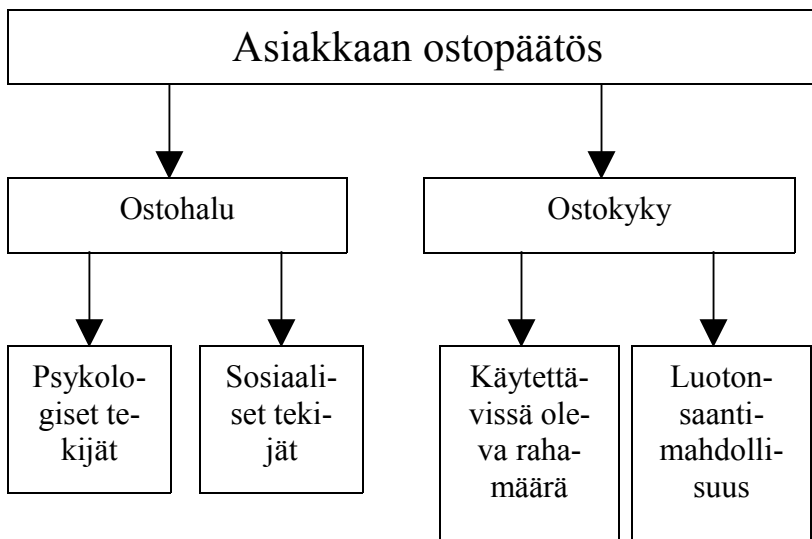 Asiakkaan ostopäätös
Ostohalu
Ostokyky
Psykolo-
giset te-
kijät
Sosiaali-
set teki-
jät
Käytettä-
vissä ole-
va raha-
määrä
Luoton-
saanti-
mahdolli-
suus